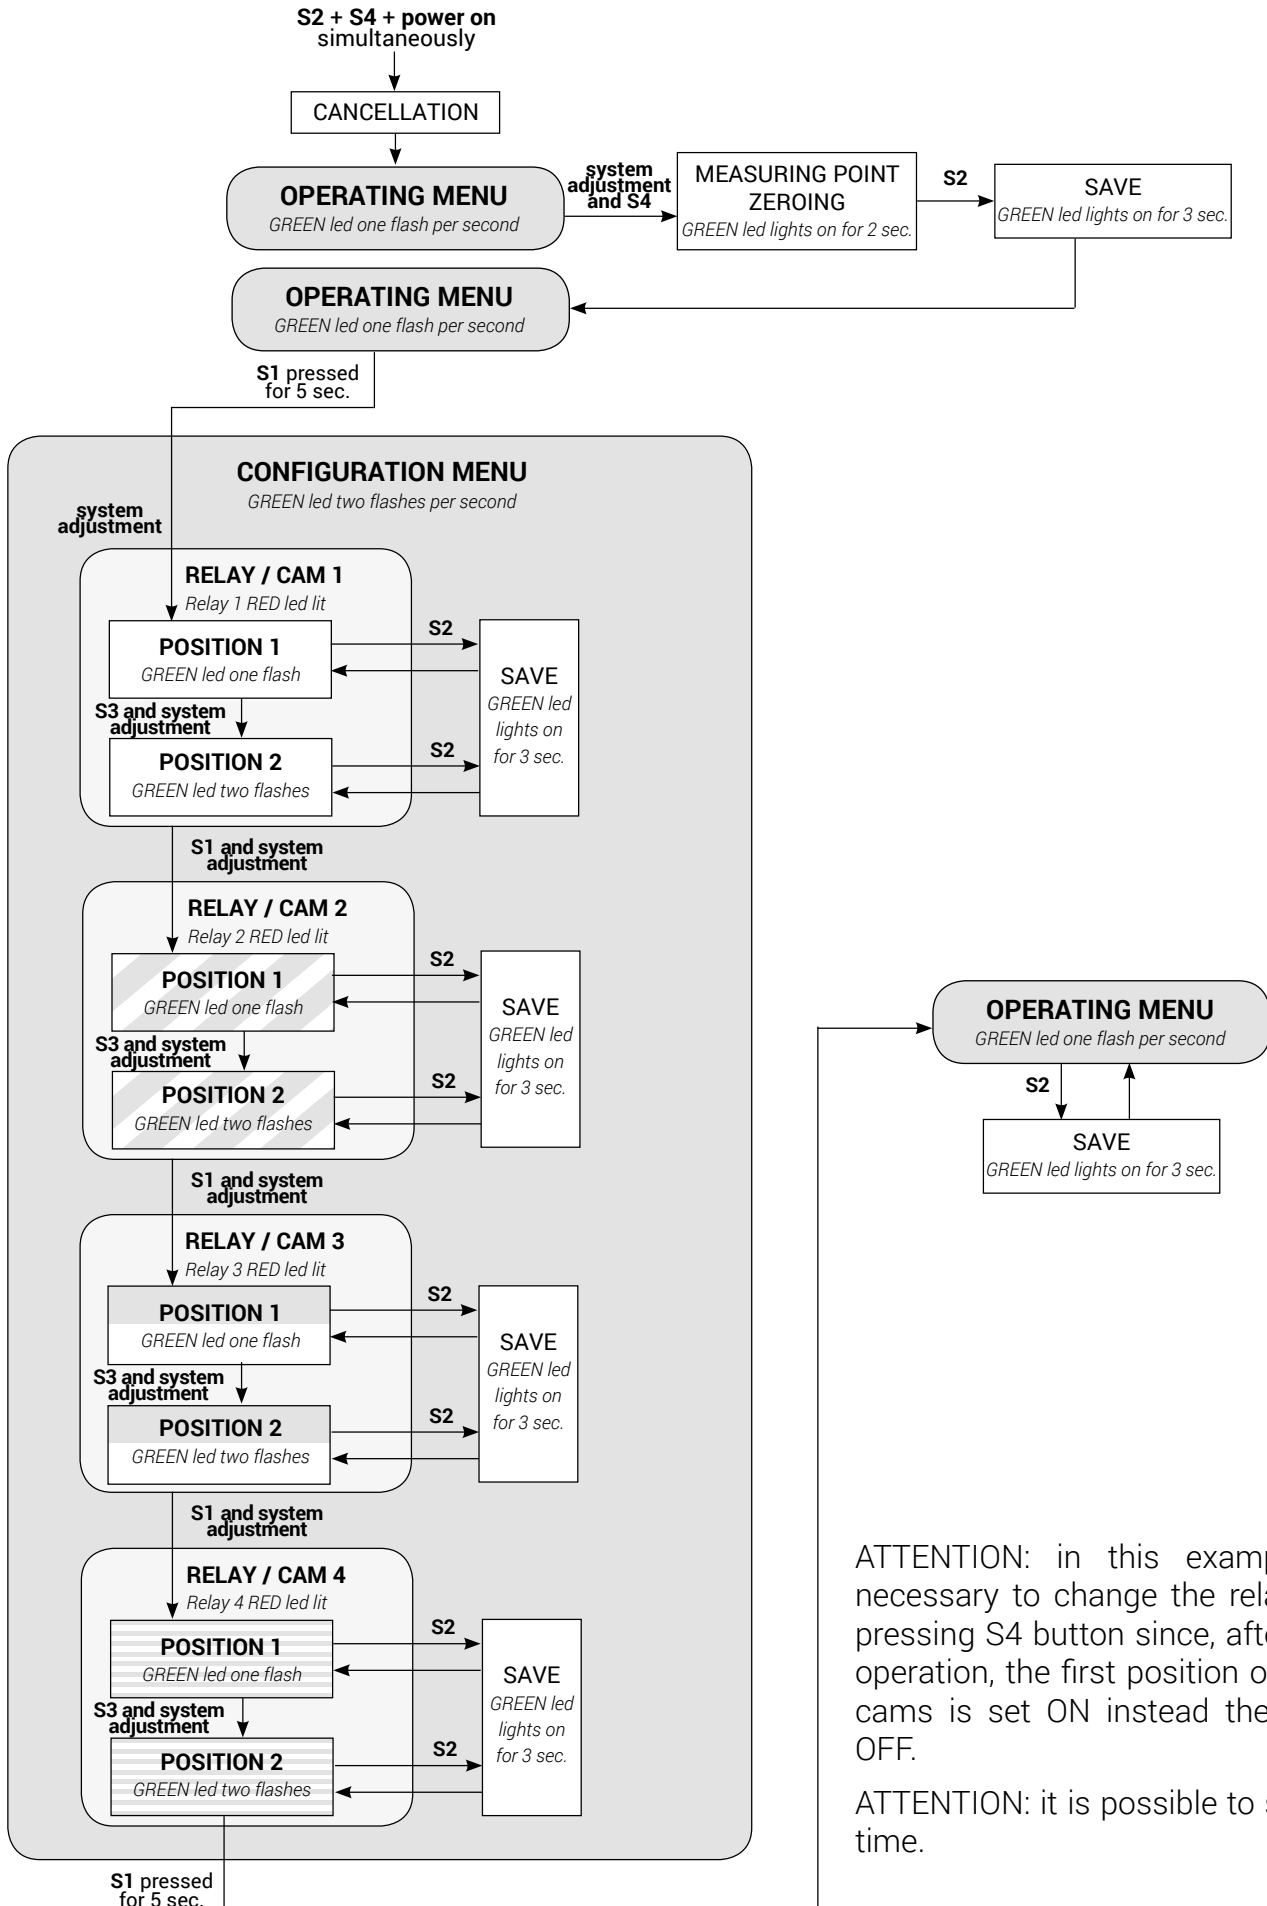 S2 + S4 + power on
simultaneously
CANCELLATION
OPERATING MENU
GREEN led one flash per second
system
adjustment
and S4
MEASURING POINT
ZEROING
GREEN led lights on for 2 sec.
S2
SAVE
GREEN led lights on for 3 sec.
OPERATING MENU
GREEN led one flash per second
S1 pressed
for 5 sec.
CONFIGURATION MENU
GREEN led two flashes per second
system
adjustment
RELAY / CAM 1
Relay 1 RED led lit
POSITION 1
GREEN led one flash
S2
SAVE
GREEN led
lights on
for 3 sec.
S3 and system
adjustment
POSITION 2
GREEN led two flashes
S2
S1 and system
adjustment
RELAY / CAM 2
Relay 2 RED led lit
POSITION 1
GREEN led one flash
S2
SAVE
GREEN led
lights on
for 3 sec.
S3 and system
adjustment
POSITION 2
GREEN led two flashes
S2
S1 and system
adjustment
RELAY / CAM 3
Relay 3 RED led lit
POSITION 1
GREEN led one flash
S2
SAVE
GREEN led
lights on
for 3 sec.
S3 and system
adjustment
POSITION 2
GREEN led two flashes
S2
S1 and system
adjustment
RELAY / CAM 4
Relay 4 RED led lit
POSITION 1
GREEN led one flash
S2
SAVE
GREEN led
lights on
for 3 sec.
S3 and system
adjustment
POSITION 2
GREEN led two flashes
S2
S1 pressed
for 5 sec.
OPERATING MENU
GREEN led one flash per second
S2
SAVE
GREEN led lights on for 3 sec.
ATTENTION: in this
necessary to change the
pressing S4 button since,
operation, the first position
cams is set ON instead
OFF.
ATTENTION: it is possible to
time.